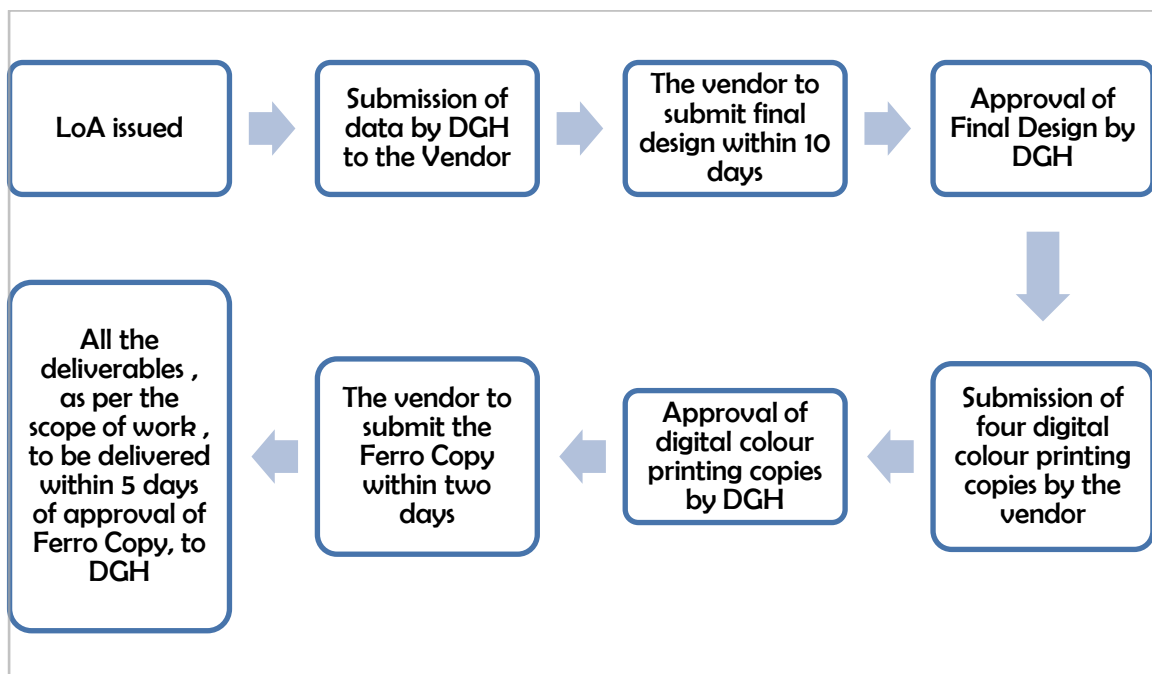 LoA issued
Submission of
data by DGH
to the Vendor
The vendor to
submit final
design within 10
days
Approval of
Final Design by
DGH
Submission of
four digital
colour printing
copies by the
vendor
Approval of
digital colour
printing copies
by DGH
The vendor to
submit the
Ferro Copy
within two
days
All the
deliverables ,
as per the
scope of work ,
to be delivered
within 5 days
of approval of
Ferro Copy, to
DGH